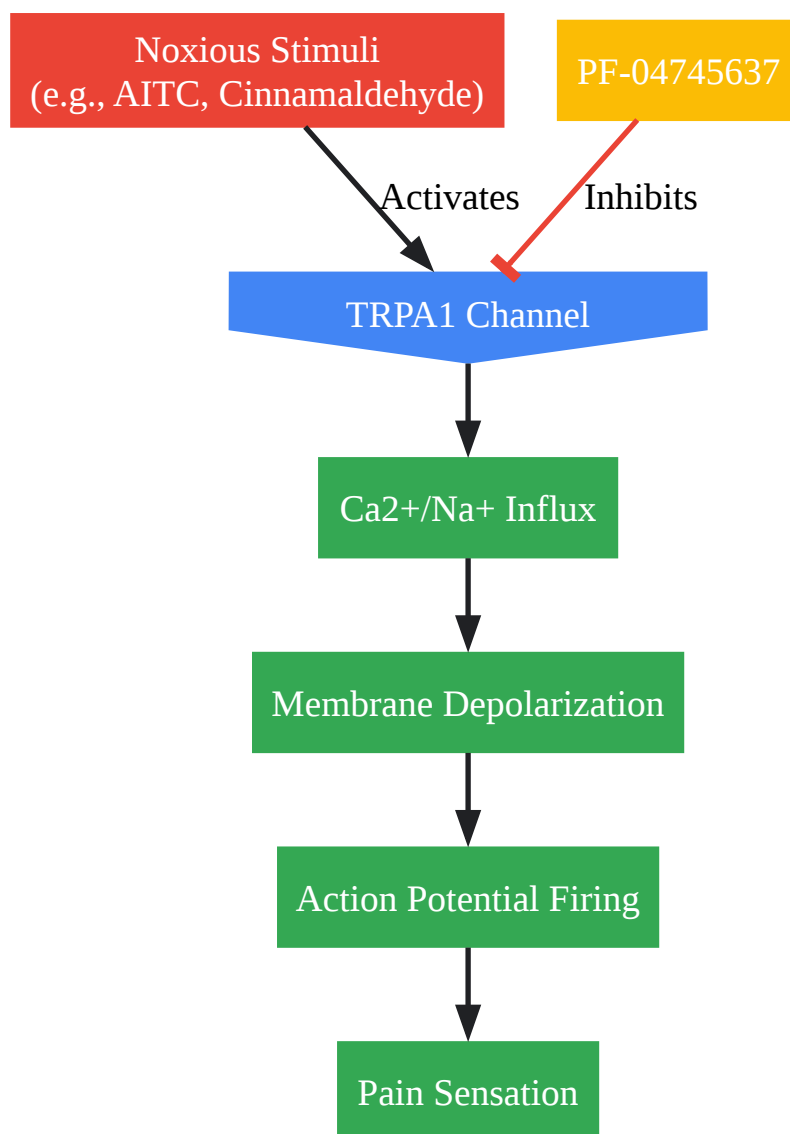 Noxious Stimuli
(e.g., AITC, Cinnamaldehyde)
PF-04745637
Activates
Inhibits
TRPA1 Channel
Ca2+/Na+ Influx
Membrane Depolarization
Action Potential Firing
Pain Sensation